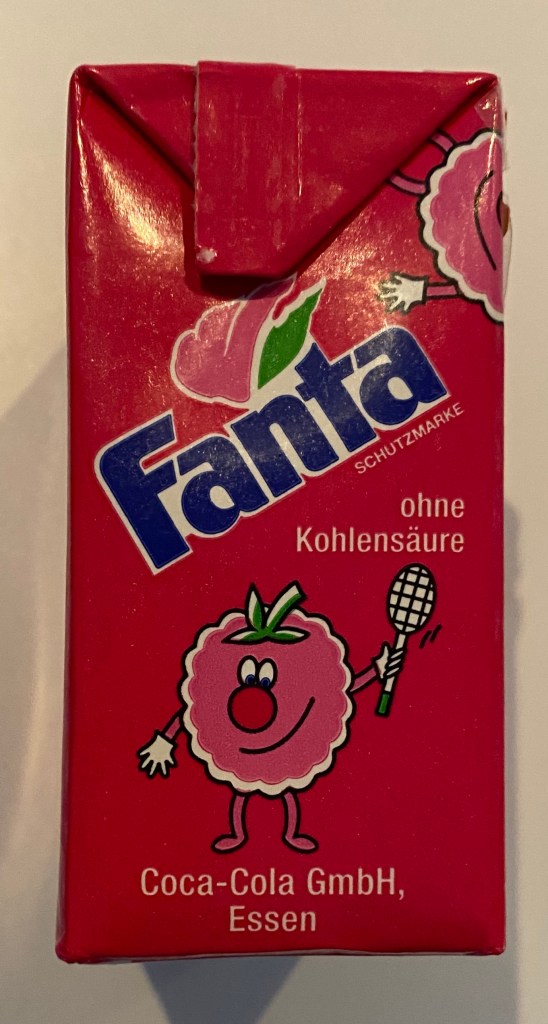 Fanta
SCHUTZMARKE
ohne
Kohlensäure
Coca-Cola GmbH,
Essen